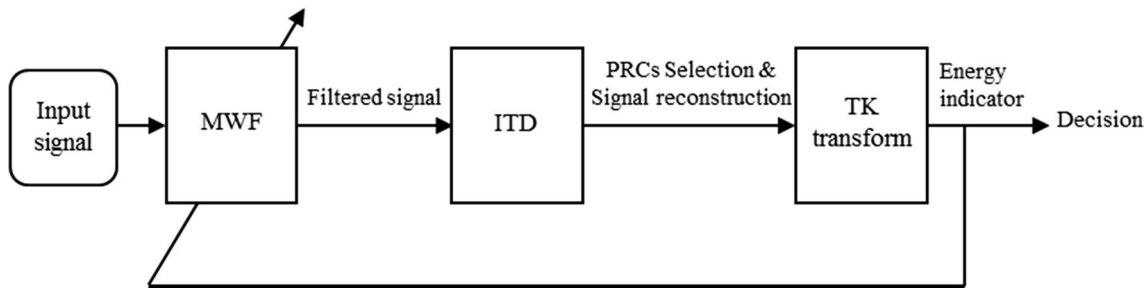 Input
signal
MWF
Filtered signal
ITD
PRCs Selection &
Signal reconstruction
TK
transform
Energy
indicator
Decision